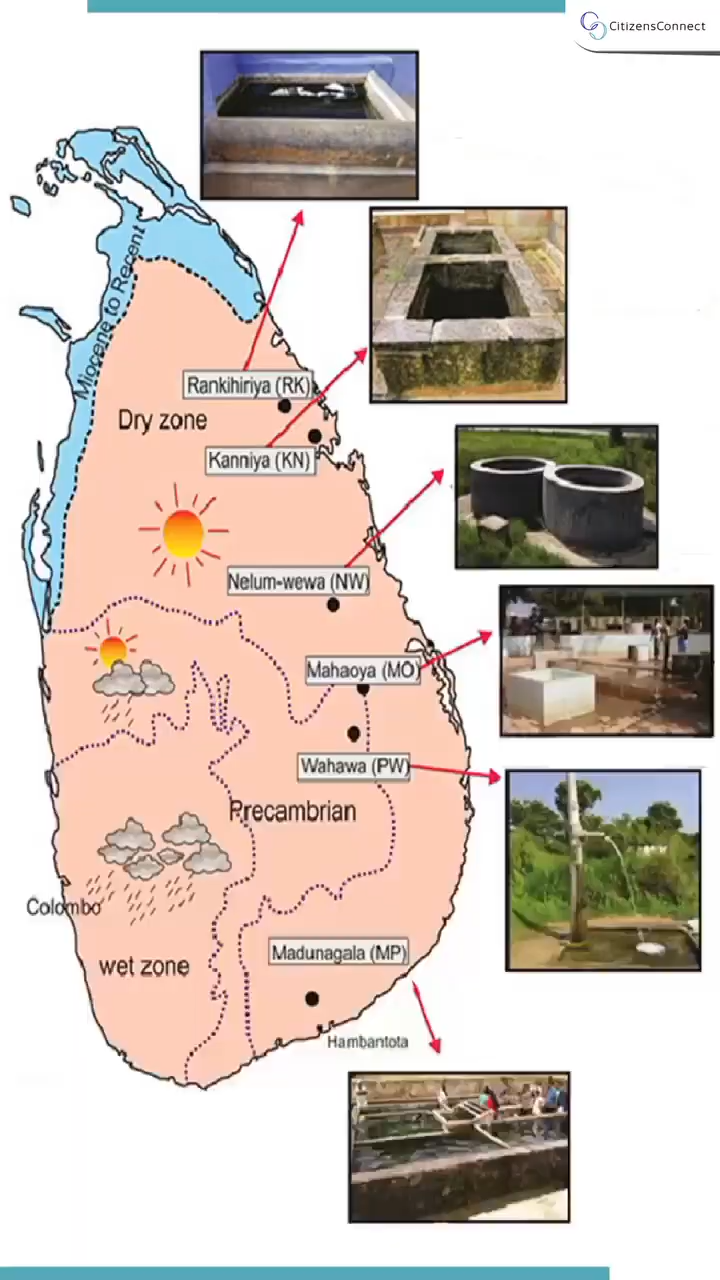 CitizensConnect
Miocene to Recent
Rankihiriya (RK)
Dry zone
Kanniya (KN)
Nelum-wewa (NW)
Mahaoya (MO)
Wahawa (PW)
Precambrian
Colombo
Madunagala (MP)
wet zone
Hambantota